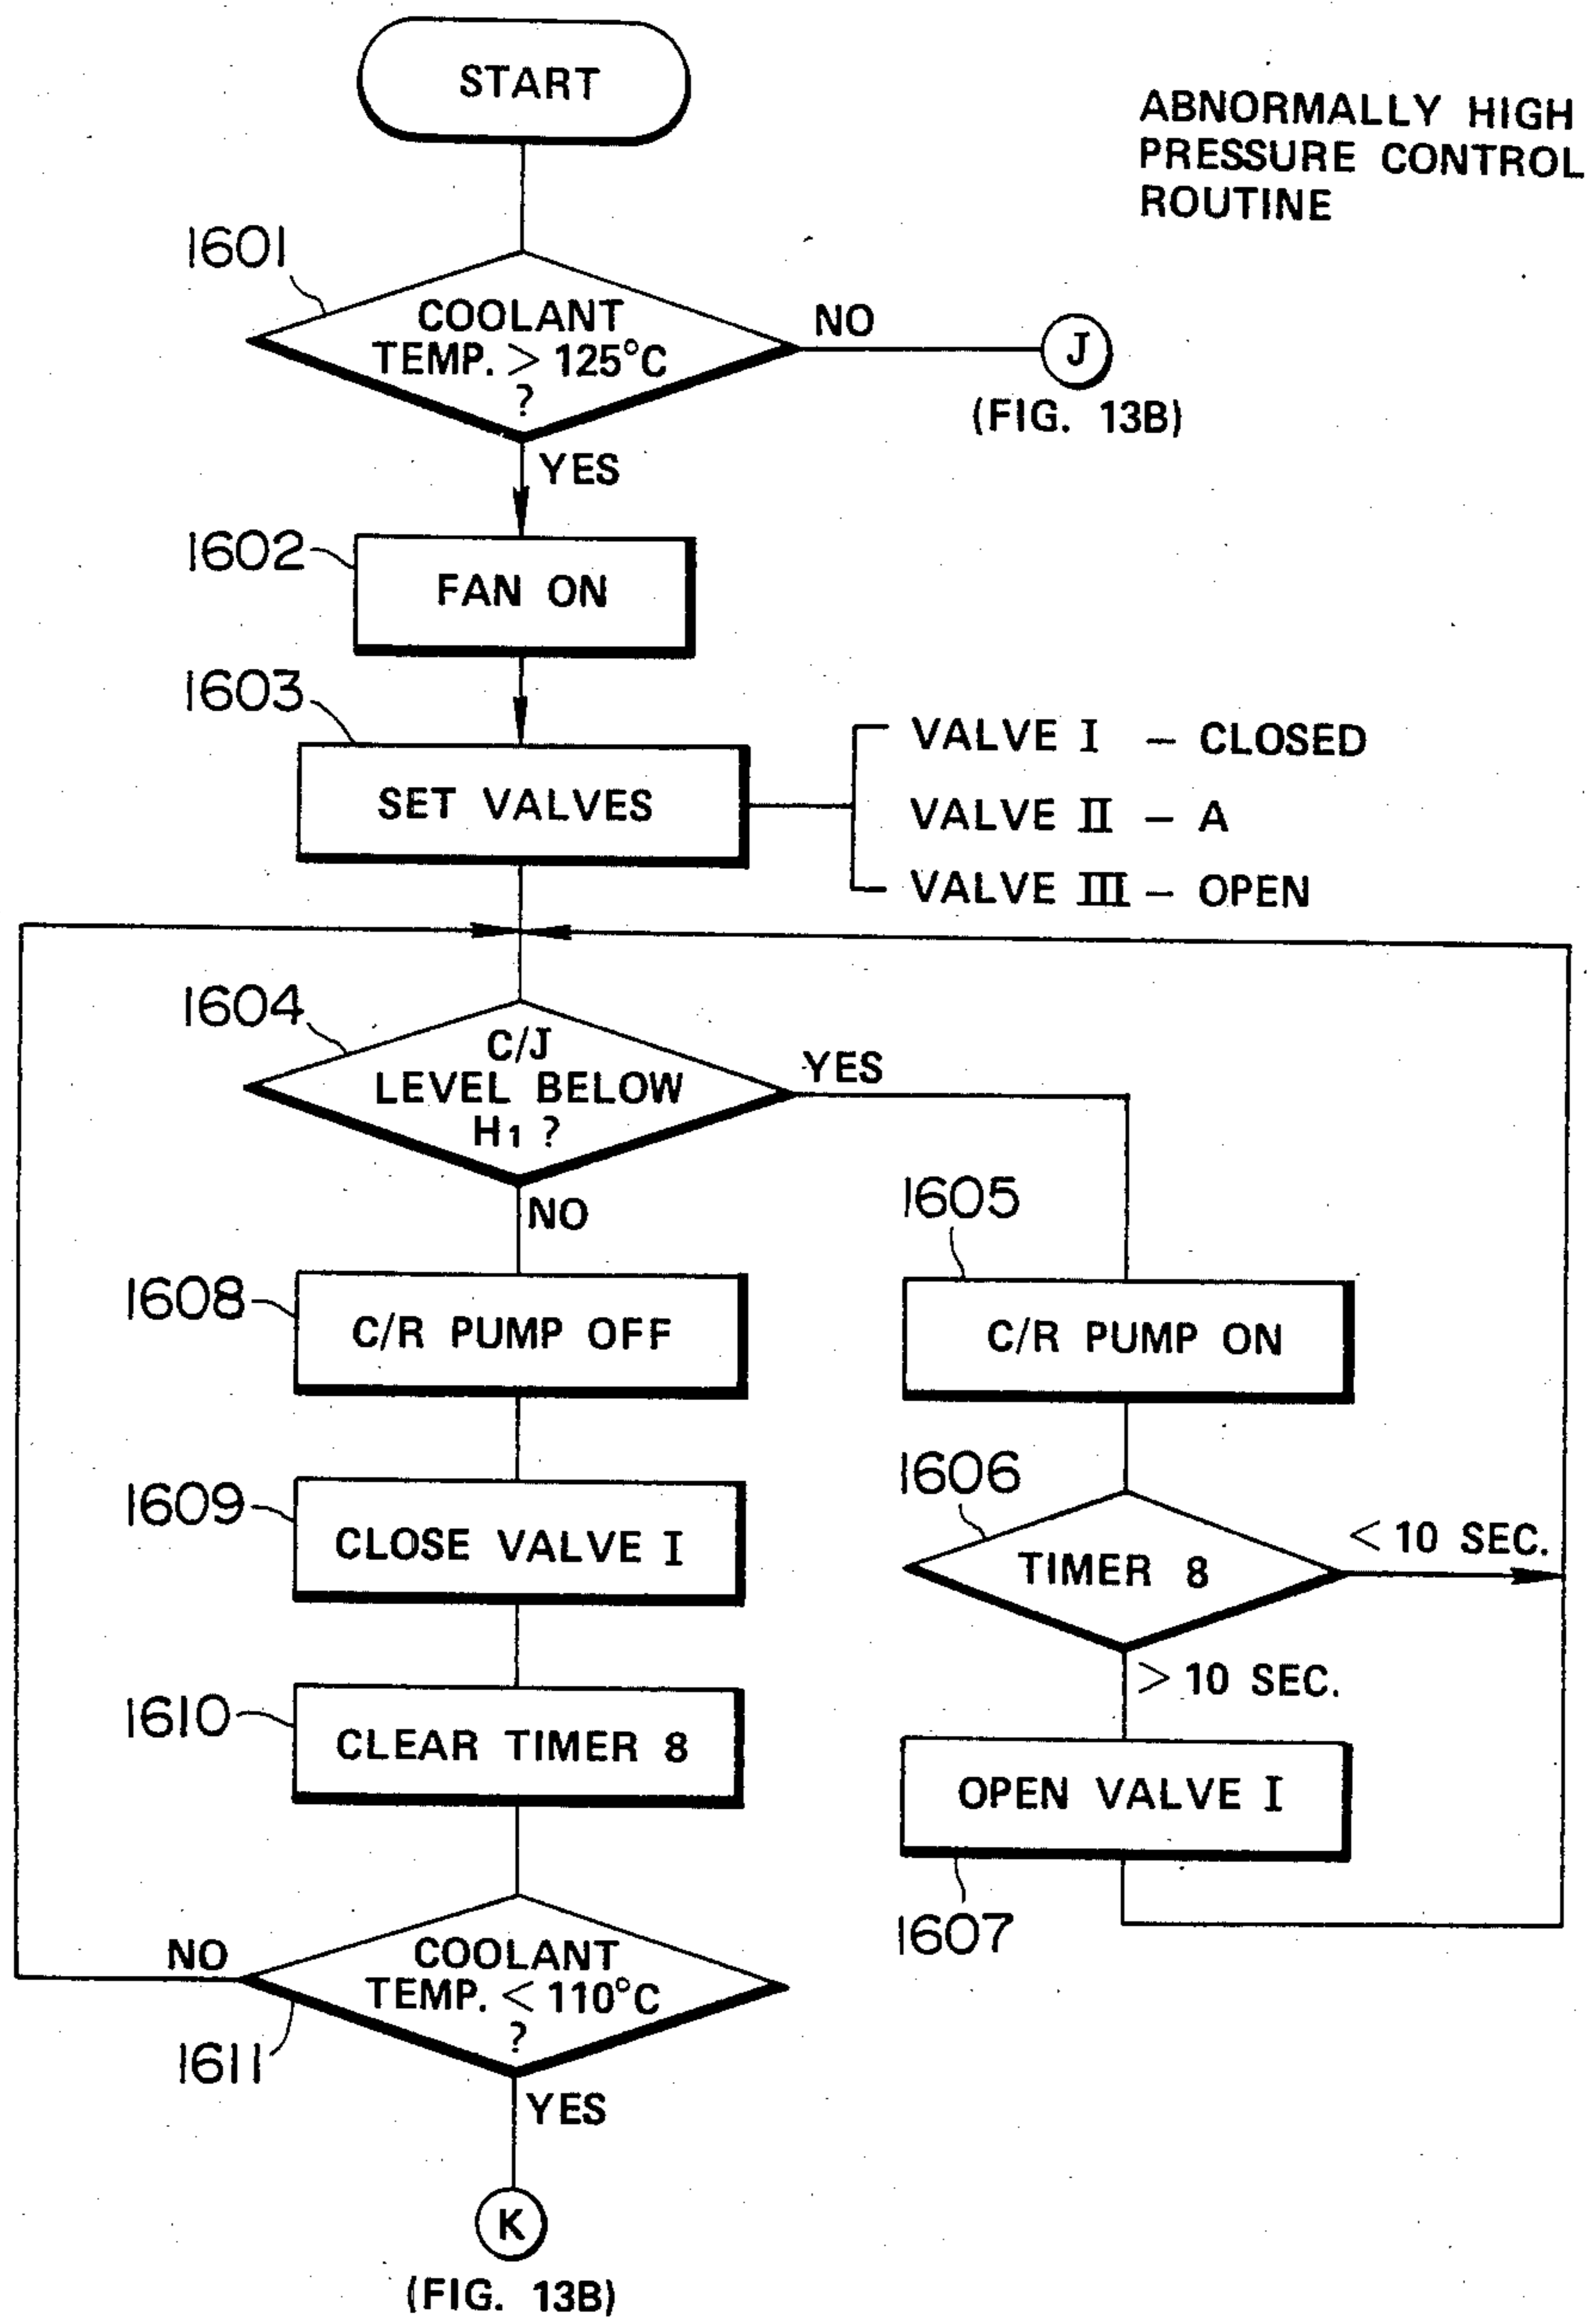 START
ABNORMALLY HIGH
PRESSURE CONTROL
ROUTINE
1601
COOLANT
TEMP. > 125°C
?
NO
J
(FIG. 13B)
YES
1602
FAN ON
1603
SET VALVES
VALVE I – CLOSED
VALVE II – A
VALVE III – OPEN
1604
C/J
LEVEL BELOW
H1 ?
YES
NO
1605
C/R PUMP ON
1608
C/R PUMP OFF
1606
TIMER 8
< 10 SEC.
> 10 SEC.
1609
CLOSE VALVE I
1610
CLEAR TIMER 8
OPEN VALVE I
1607
NO
COOLANT
TEMP. < 110°C
?
1611
YES
K
(FIG. 13B)